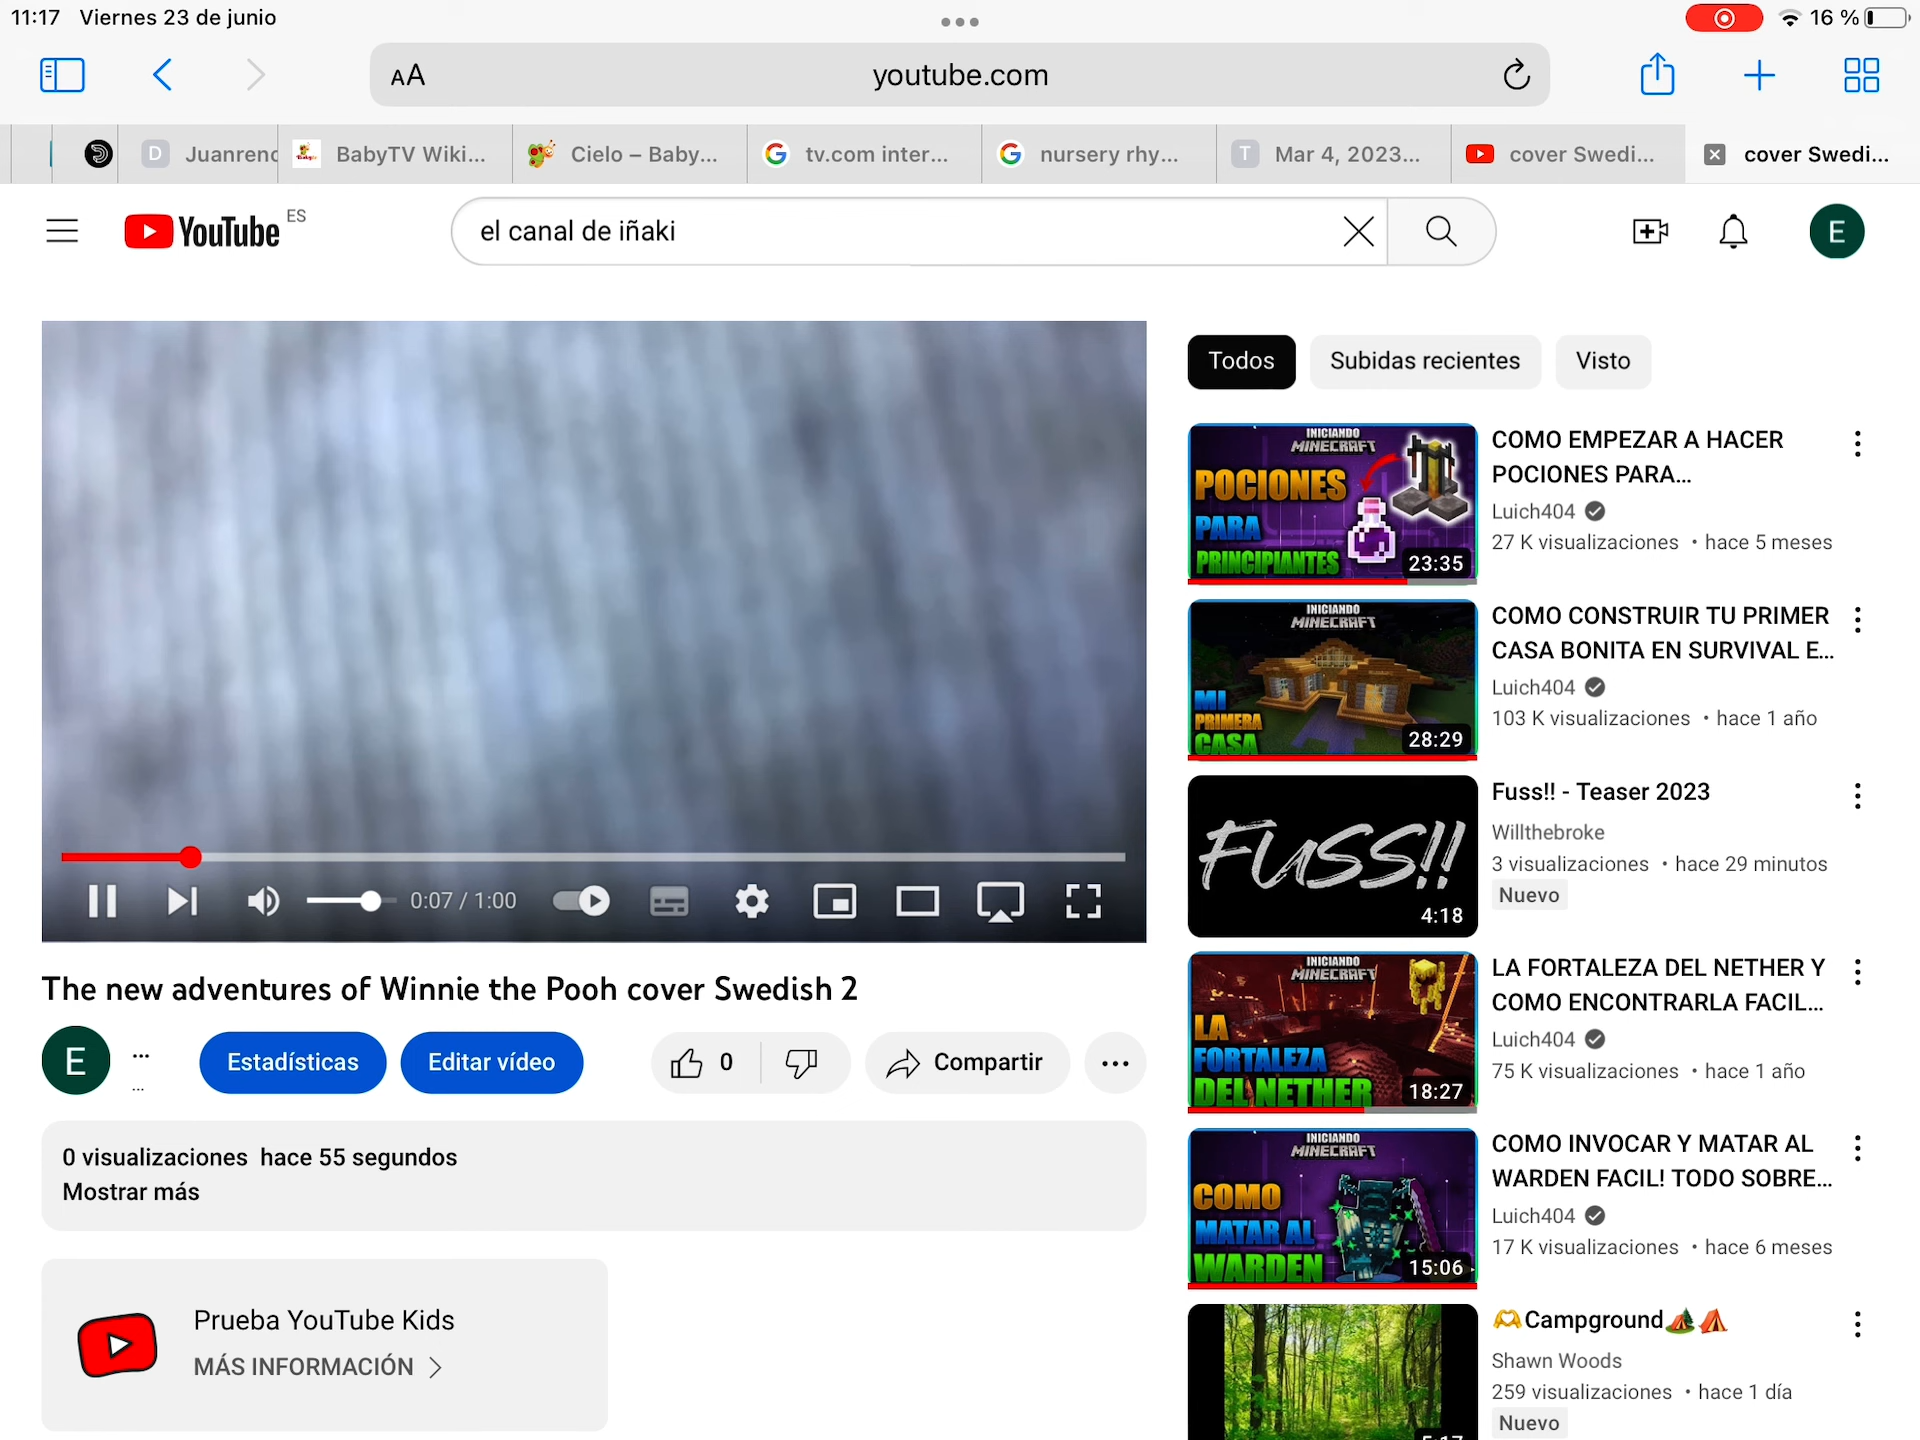 11:17 Viernes 23 de junio
16 %
AA youtube.com
D Juanrenc
BabyTV Wiki...
Cielo – Baby...
tv.com inter...
nursery rhy...
T Mar 4, 2023...
cover Swedi...
cover Swedi...
YouTube ES
el canal de iñaki
E
Todos
Subidas recientes
Visto
INICIANDO
MINECRAFT
POCIONES
PARA
PRINCIPIANTES
23:35
COMO EMPEZAR A HACER
POCIONES PARA...
Luich404
27 K visualizaciones • hace 5 meses
INICIANDO
MINECRAFT
MI
PRIMERA
CASA
28:29
COMO CONSTRUIR TU PRIMER
CASA BONITA EN SURVIVAL E...
Luich404
103 K visualizaciones • hace 1 año
FUSS!!
4:18
Fuss!! - Teaser 2023
Willthebroke
3 visualizaciones • hace 29 minutos
Nuevo
INICIANDO
MINECRAFT
LA
FORTALEZA
DEL NETHER
18:27
LA FORTALEZA DEL NETHER Y
COMO ENCONTRARLA FACIL...
Luich404
75 K visualizaciones • hace 1 año
INICIANDO
MINECRAFT
COMO
MATAR AL
WARDEN
15:06
COMO INVOCAR Y MATAR AL
WARDEN FACIL! TODO SOBRE...
Luich404
17 K visualizaciones • hace 6 meses
🫶Campground🏕️⛺
Shawn Woods
259 visualizaciones • hace 1 día
Nuevo
0:07 / 1:00
The new adventures of Winnie the Pooh cover Swedish 2
E
...
...
Estadísticas
Editar vídeo
0
Compartir
0 visualizaciones hace 55 segundos
Mostrar más
Prueba YouTube Kids
MÁS INFORMACIÓN